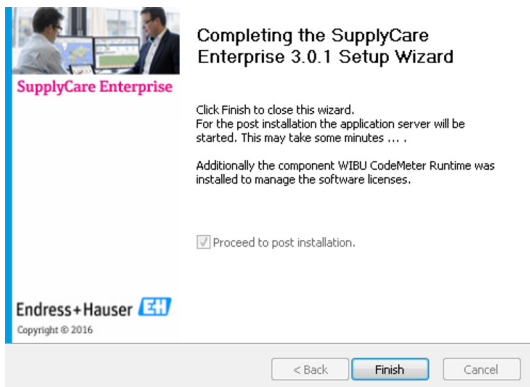 Completing the SupplyCare
Enterprise 3.0.1 Setup Wizard
SupplyCare Enterprise
Click Finish to close this wizard.
For the post installation the application server will be
started. This may take some minutes ... .
Additionally the component WIBU CodeMeter Runtime was
installed to manage the software licenses.
Proceed to post installation.
Endress+Hauser EH
Copyright © 2016
< Back
Finish
Cancel